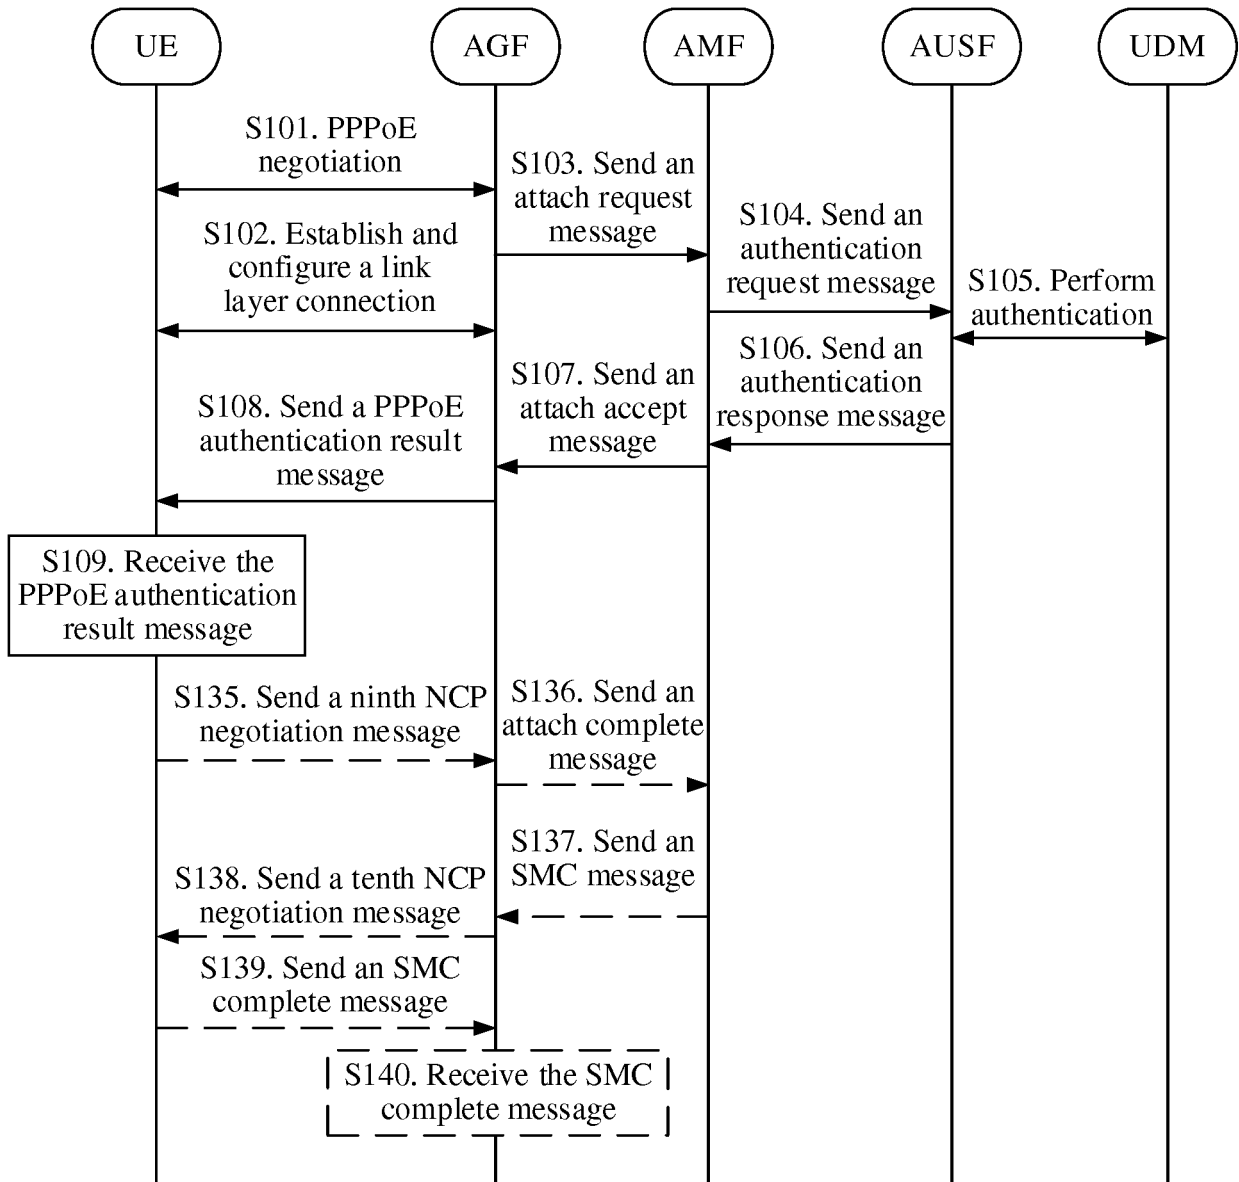 UE
AGF
AMF
AUSF
UDM
S101. PPPoE
negotiation
S102. Establish and
configure a link
layer connection
S103. Send an
attach request
message
S104. Send an
authentication
request message
S105. Perform
authentication
S106. Send an
authentication
response message
S107. Send an
attach accept
message
S108. Send a PPPoE
authentication result
message
S109. Receive the
PPPoE authentication
result message
S135. Send a ninth NCP
negotiation message
S136. Send an
attach complete
message
S137. Send an
SMC message
S138. Send a tenth NCP
negotiation message
S139. Send an SMC
complete message
S140. Receive the SMC
complete message